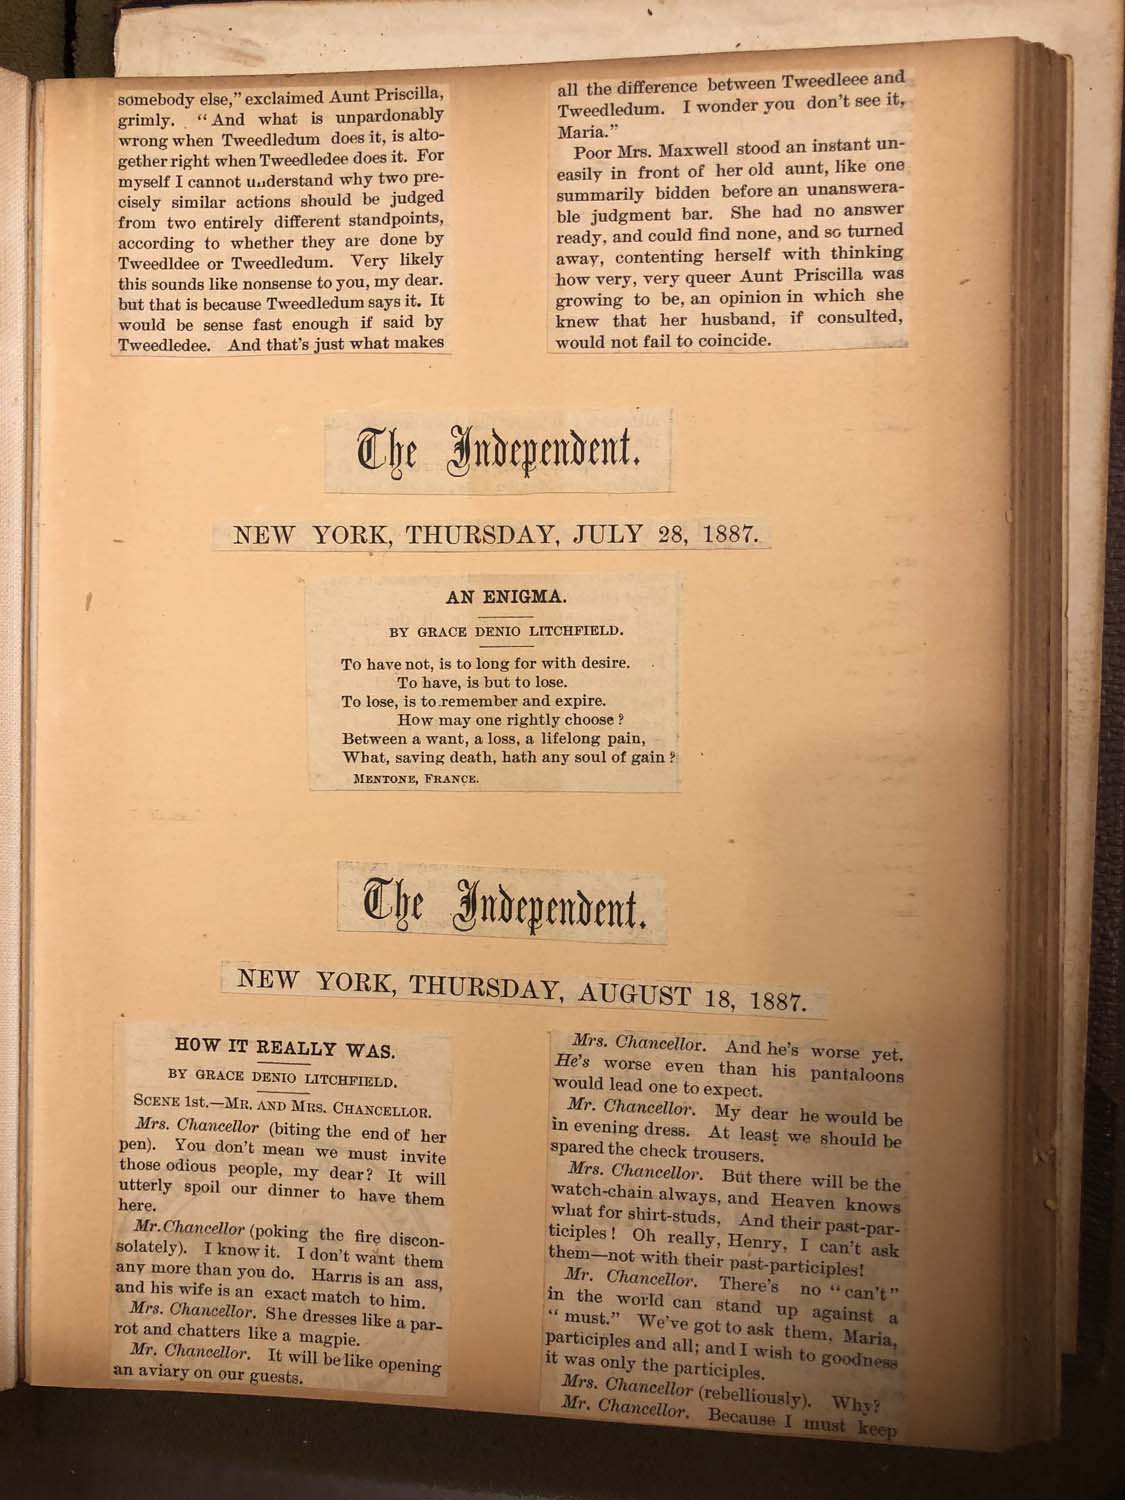 somebody else,” exclaimed Aunt Priscilla,
grimly. “And what is unpardonably
wrong when Tweedledum does it, is alto-
gether right when Tweedledee does it. For
myself I cannot understand why two pre-
cisely similar actions should be judged
from two entirely different standpoints,
according to whether they are done by
Tweedldee or Tweedledum. Very likely
this sounds like nonsense to you, my dear.
but that is because Tweedledum says it. It
would be sense fast enough if said by
Tweedledee. And that's just what makes
all the difference between Tweedleee and
Tweedledum. I wonder you don't see it,
Maria.”
Poor Mrs. Maxwell stood an instant un-
easily in front of her old aunt, like one
summarily bidden before an unanswera-
ble judgment bar. She had no answer
ready, and could find none, and so turned
away, contenting herself with thinking
how very, very queer Aunt Priscilla was
growing to be, an opinion in which she
knew that her husband, if consulted,
would not fail to coincide.
The Independent.
NEW YORK, THURSDAY, JULY 28, 1887.
AN ENIGMA.
BY GRACE DENIO LITCHFIELD.
To have not, is to long for with desire.
To have, is but to lose.
To lose, is to remember and expire.
How may one rightly choose?
Between a want, a loss, a lifelong pain,
What, saving death, hath any soul of gain?
MENTONE, FRANCE.
The Independent.
NEW YORK, THURSDAY, AUGUST 18, 1887.
HOW IT REALLY WAS.
BY GRACE DENIO LITCHFIELD.
SCENE 1st.—MR. AND MRS. CHANCELLOR.
Mrs. Chancellor (biting the end of her
pen). You don't mean we must invite
those odious people, my dear? It will
utterly spoil our dinner to have them
here.
Mr. Chancellor (poking the fire discon-
solately). I know it. I don't want them
any more than you do. Harris is an ass,
and his wife is an exact match to him.
Mrs. Chancellor. She dresses like a par-
rot and chatters like a magpie.
Mr. Chancellor. It will be like opening
an aviary on our guests.
Mrs. Chancellor. And he's worse yet.
He's worse even than his pantaloons
would lead one to expect.
Mr. Chancellor. My dear he would be
in evening dress. At least we should be
spared the check trousers.
Mrs. Chancellor. But there will be the
watch-chain always, and Heaven knows
what for shirt-studs, And their past-par-
ticiples! Oh really, Henry, I can't ask
them—not with their past-participles!
Mr. Chancellor. There's no “can't”
in the world can stand up against a
“must.” We've got to ask them, Maria,
participles and all; and I wish to goodness
it was only the participles.
Mrs. Chancellor (rebelliously). Why?
Mr. Chancellor. Because I must keep